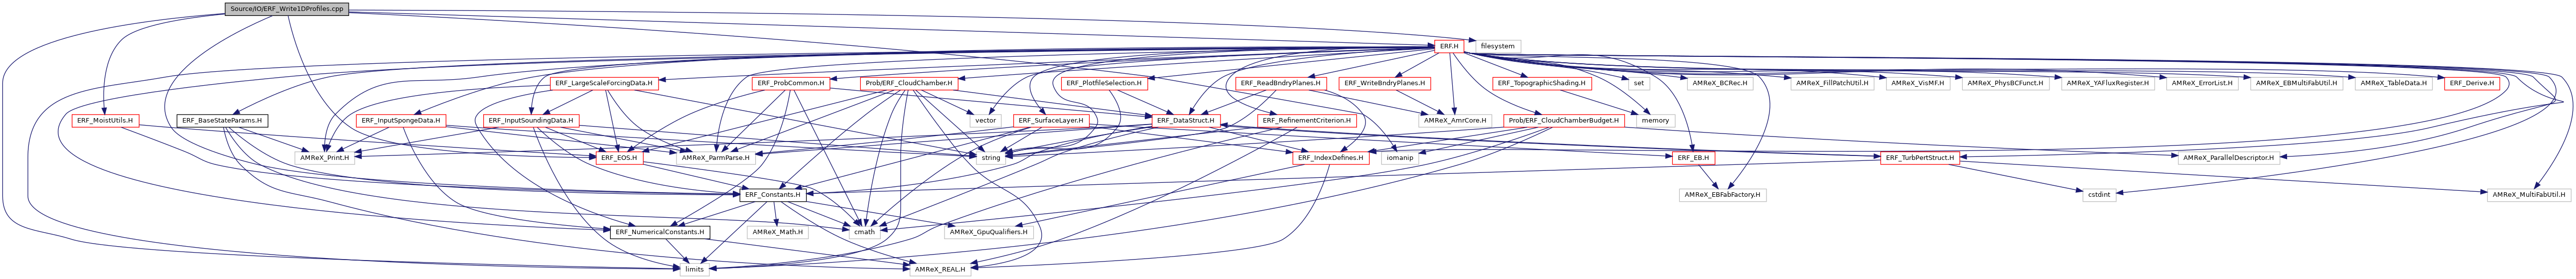 Source/IO/ERF_Write1DProfiles.cpp
ERF.H
filesystem
ERF_LargeScaleForcingData.H
ERF_ProbCommon.H
Prob/ERF_CloudChamber.H
ERF_PlotfileSelection.H
ERF_ReadBndryPlanes.H
ERF_WriteBndryPlanes.H
ERF_TopographicShading.H
set
AMReX_BCRec.H
AMReX_FillPatchUtil.H
AMReX_VisMF.H
AMReX_PhysBCFunct.H
AMReX_YAFluxRegister.H
AMReX_ErrorList.H
AMReX_EBMultiFabUtil.H
AMReX_TableData.H
ERF_Derive.H
ERF_MoistUtils.H
ERF_BaseStateParams.H
ERF_InputSpongeData.H
ERF_InputSoundingData.H
vector
ERF_SurfaceLayer.H
ERF_DataStruct.H
ERF_RefinementCriterion.H
AMReX_AmrCore.H
Prob/ERF_CloudChamberBudget.H
memory
AMReX_Print.H
ERF_EOS.H
AMReX_ParmParse.H
string
ERF_IndexDefines.H
iomanip
ERF_EB.H
ERF_TurbPertStruct.H
AMReX_ParallelDescriptor.H
ERF_Constants.H
AMReX_EBFabFactory.H
cstdint
AMReX_MultiFabUtil.H
ERF_NumericalConstants.H
AMReX_Math.H
cmath
AMReX_GpuQualifiers.H
limits
AMReX_REAL.H